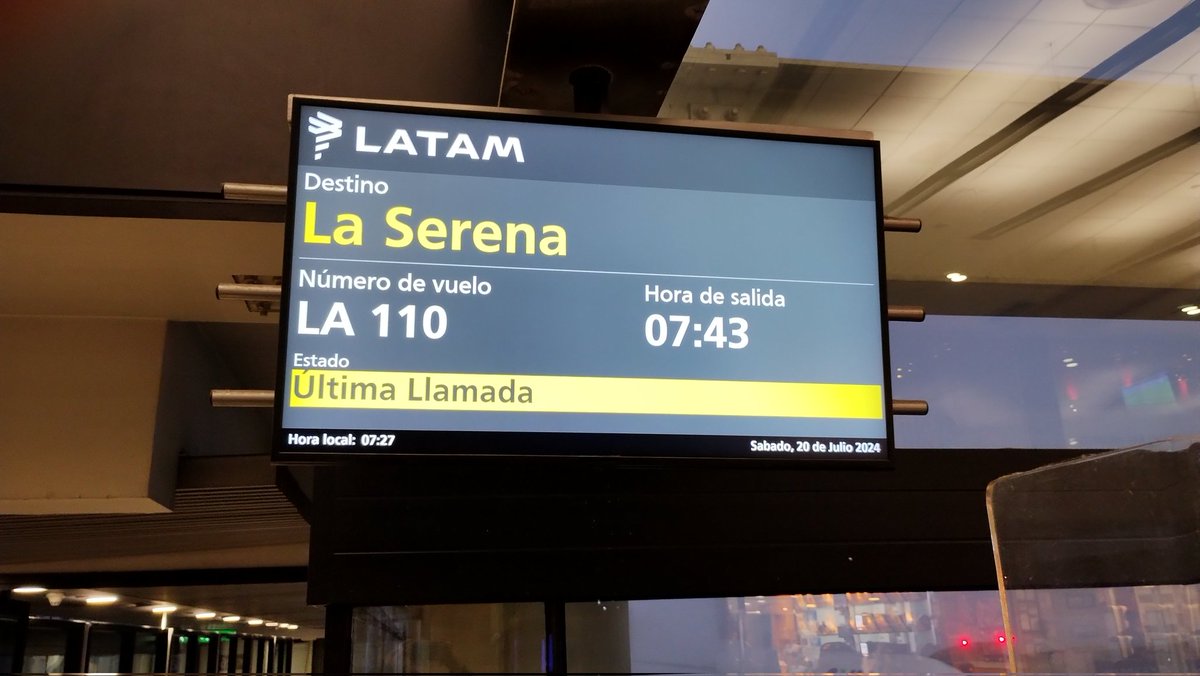 LATAM
Destino
La Serena
Número de vuelo
LA 110
Hora de salida
07:43
Estado
Última Llamada
Hora local: 07:27
Sabado, 20 de Julio 2024